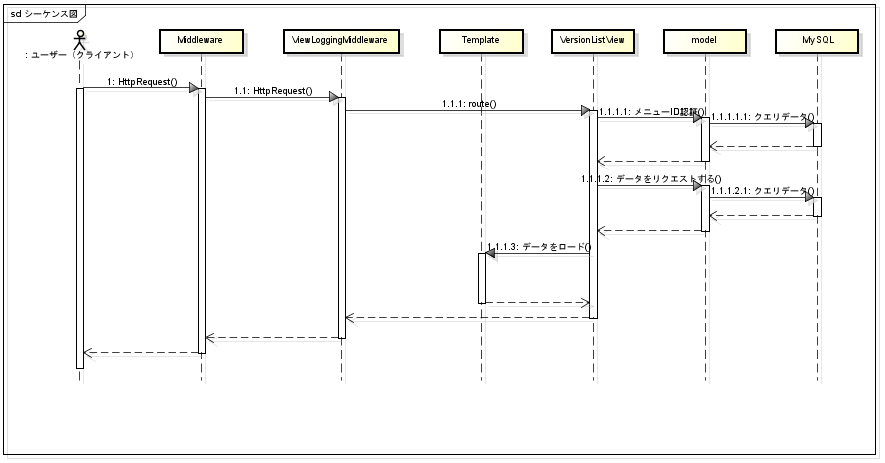 sd シーケンス図
: ユーザー（クライアント）
Middleware
ViewLoggingMiddleware
Template
VersionListView
model
MySQL
1: HttpRequest()
1.1: HttpRequest()
1.1.1: route()
1.1.1.1: メニューID認証()
1.1.1.1.1: クエリデータ()
1.1.1.2: データをリクエストする()
1.1.1.2.1: クエリデータ()
1.1.1.3: データをロード()